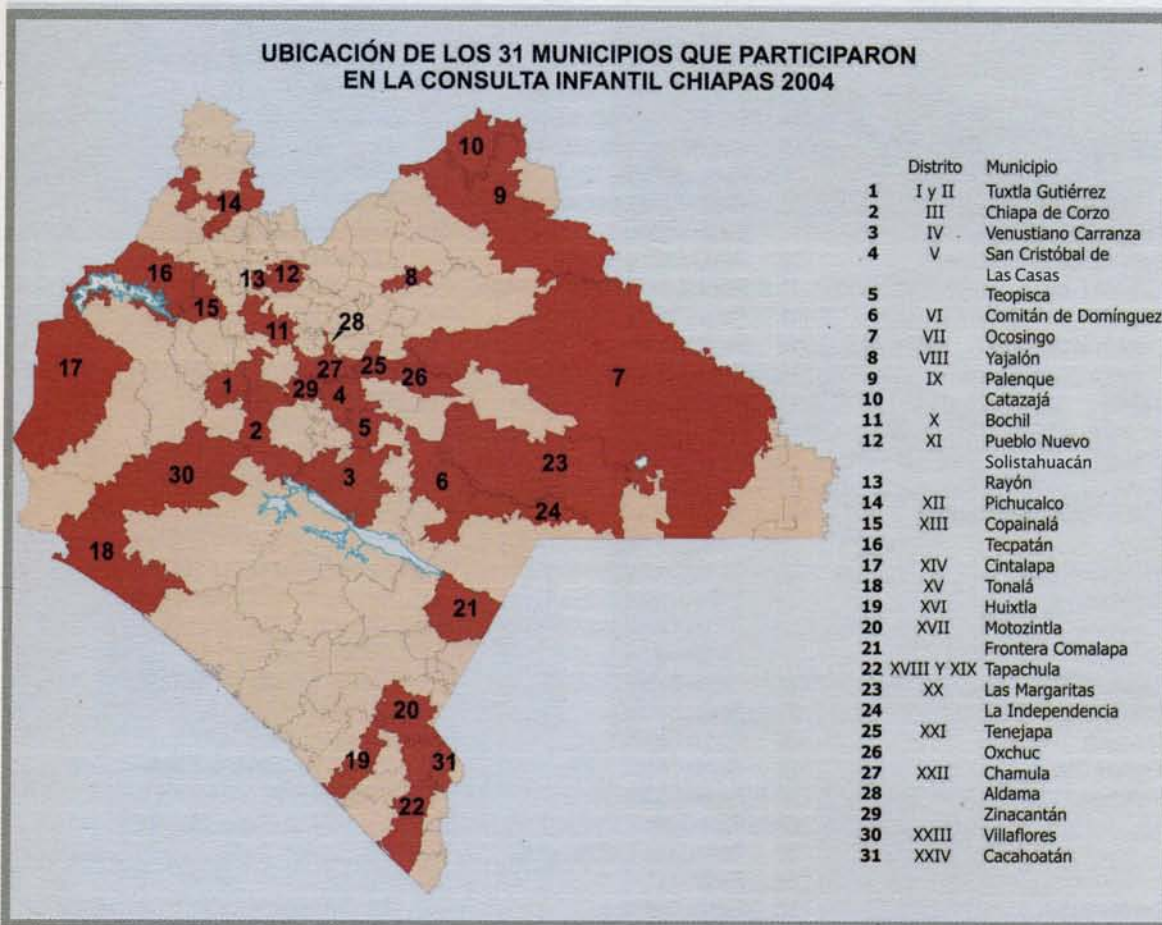 UBICACIÓN DE LOS 31 MUNICIPIOS QUE PARTICIPARON
EN LA CONSULTA INFANTIL CHIAPAS 2004
10
9
14
16
13
12
8
15
11
28
17
27
25
1
29
4
26
7
2
5
30
3
6
23
24
18
21
20
19
31
22
Distrito Municipio
1 I y II Tuxtla Gutiérrez
2 III Chiapa de Corzo
3 IV Venustiano Carranza
4 V San Cristóbal de
Las Casas
5 Teopisca
6 VI Comitán de Domínguez
7 VII Ocosingo
8 VIII Yajalón
9 IX Palenque
10 Catazajá
11 X Bochil
12 XI Pueblo Nuevo
Solistahuacán
13 Rayón
14 XII Pichucalco
15 XIII Copainalá
16 Tecpatán
17 XIV Cintalapa
18 XV Tonalá
19 XVI Huixtla
20 XVII Motozintla
21 Frontera Comalapa
22 XVIII Y XIX Tapachula
23 XX Las Margaritas
24 La Independencia
25 XXI Tenejapa
26 Oxchuc
27 XXII Chamula
28 Aldama
29 Zinacantán
30 XXIII Villaflores
31 XXIV Cacahoatán